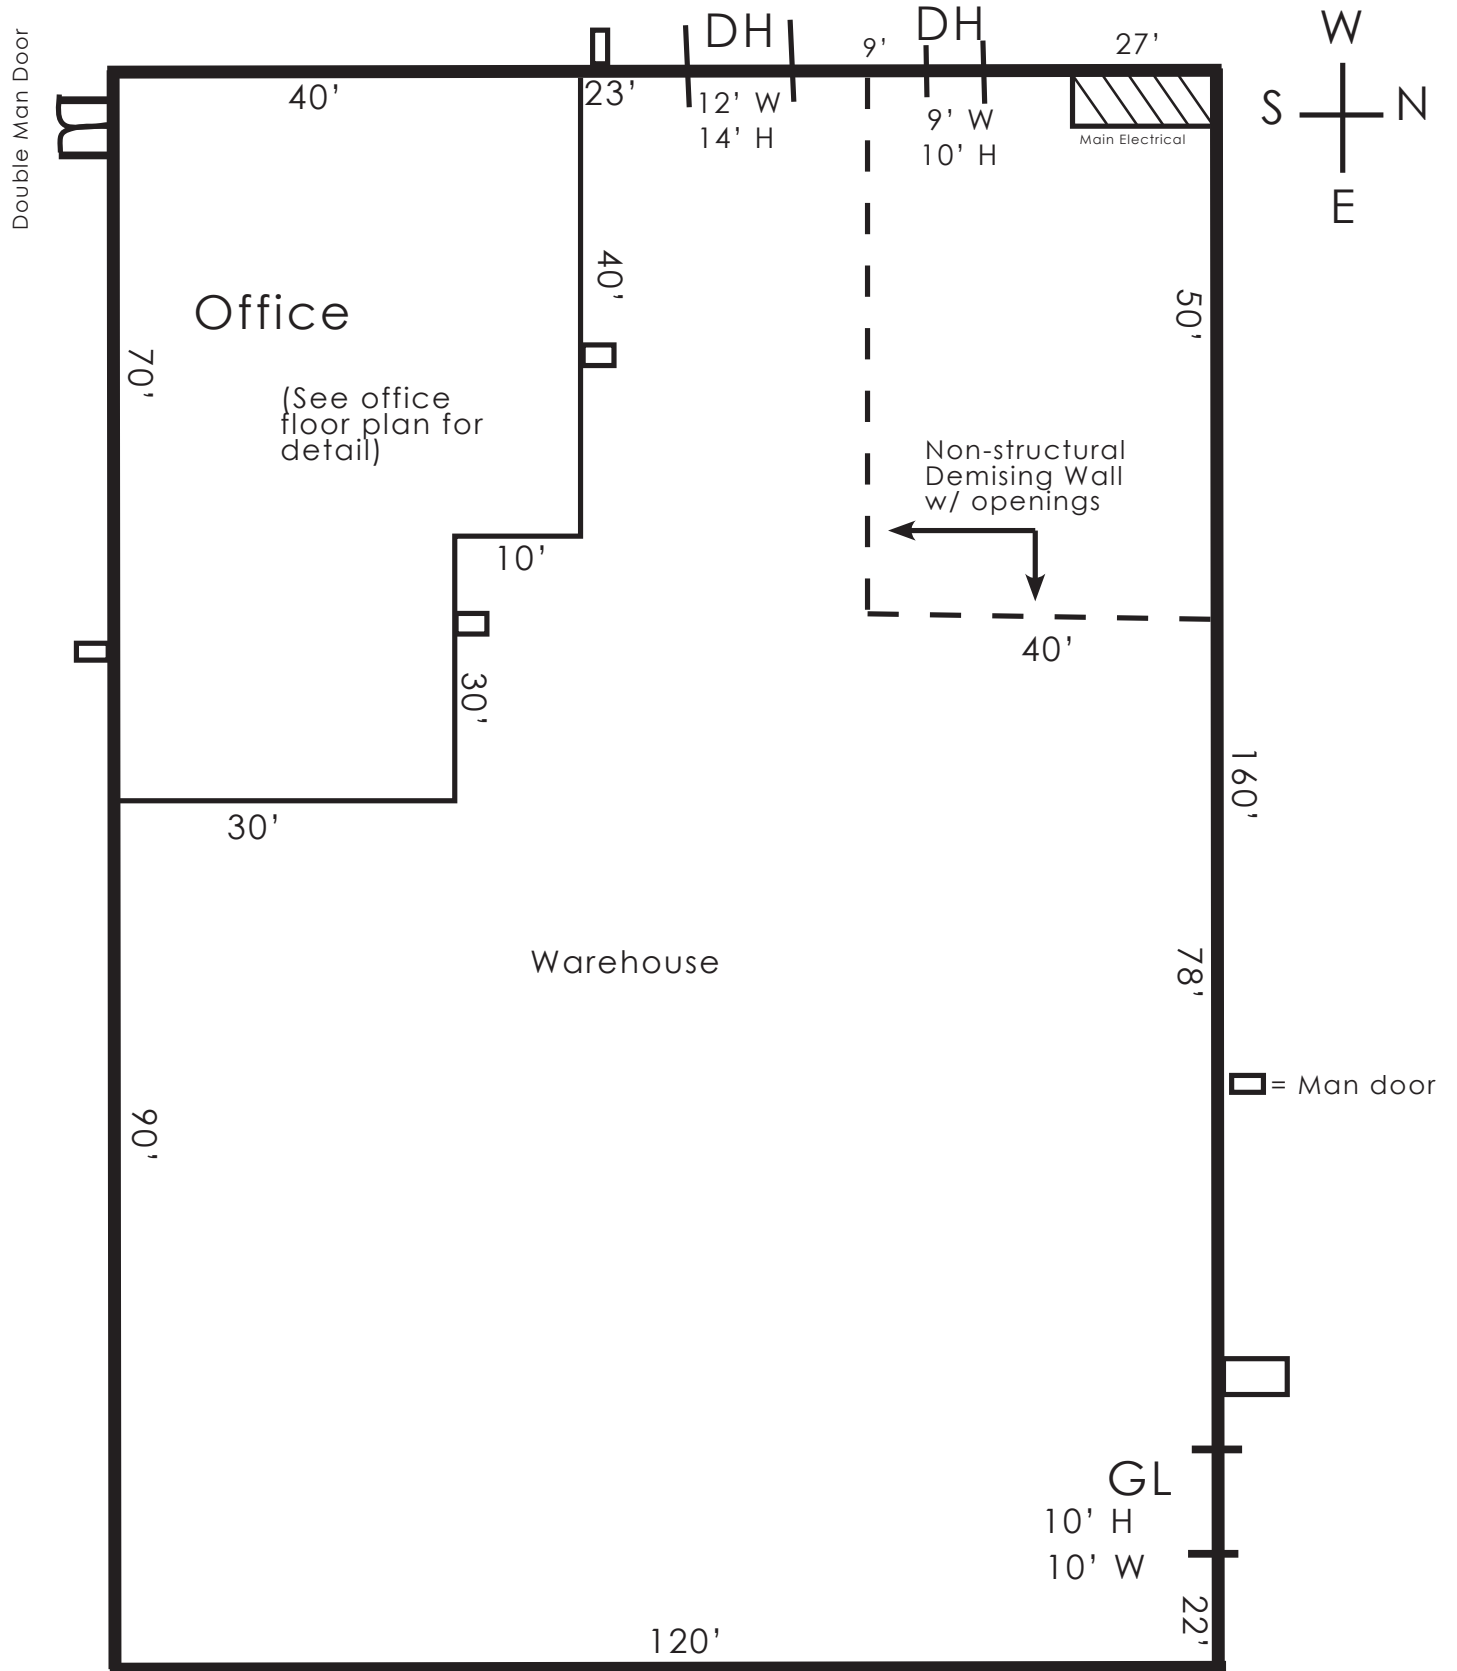 Double Man Door
DH
DH
9’
27’
W
S
N
E
40’
23’
12’ W
14’ H
9’ W
10’ H
Main Electrical
40’
50’
Office
70’
(See office
floor plan for
detail)
Non-structural
Demising Wall
w/ openings
10’
40’
30’
160’
30’
Warehouse
78’
= Man door
90’
GL
10’ H
10’ W
22’
120’